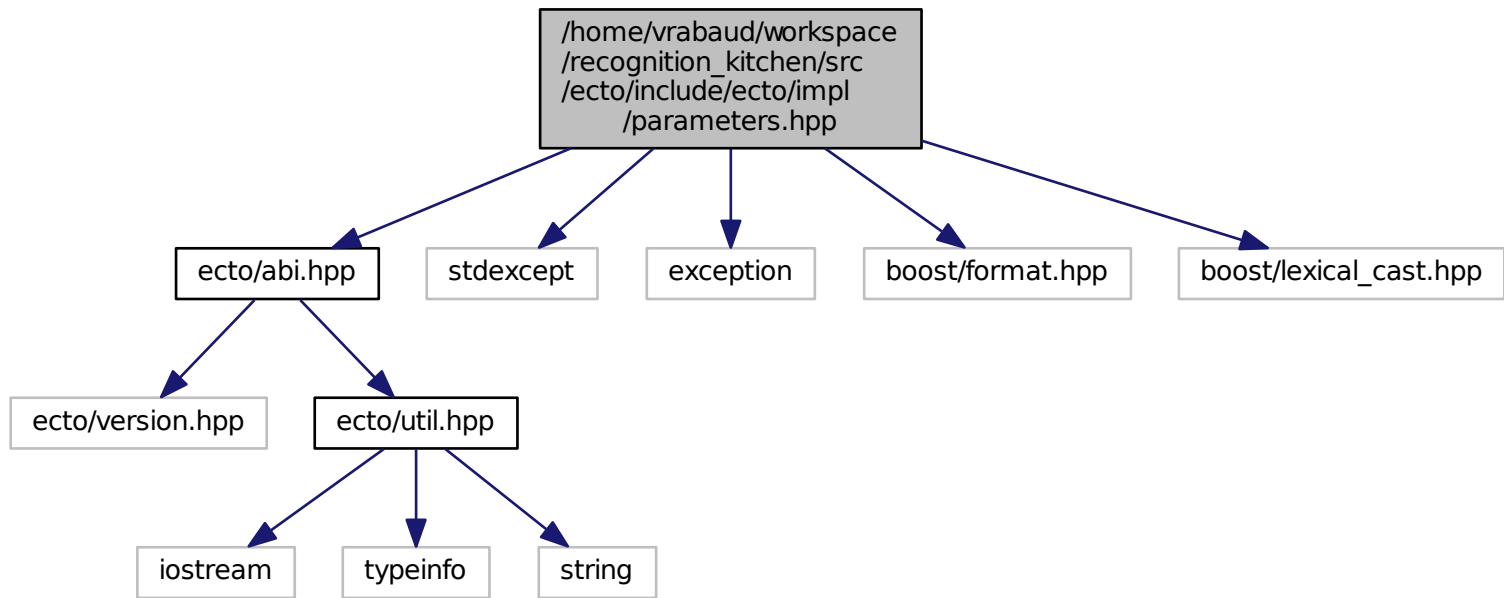 /home/vrabaud/workspace
/recognition_kitchen/src
/ecto/include/ecto/impl
/parameters.hpp
ecto/abi.hpp
stdexcept
exception
boost/format.hpp
boost/lexical_cast.hpp
ecto/version.hpp
ecto/util.hpp
iostream
typeinfo
string